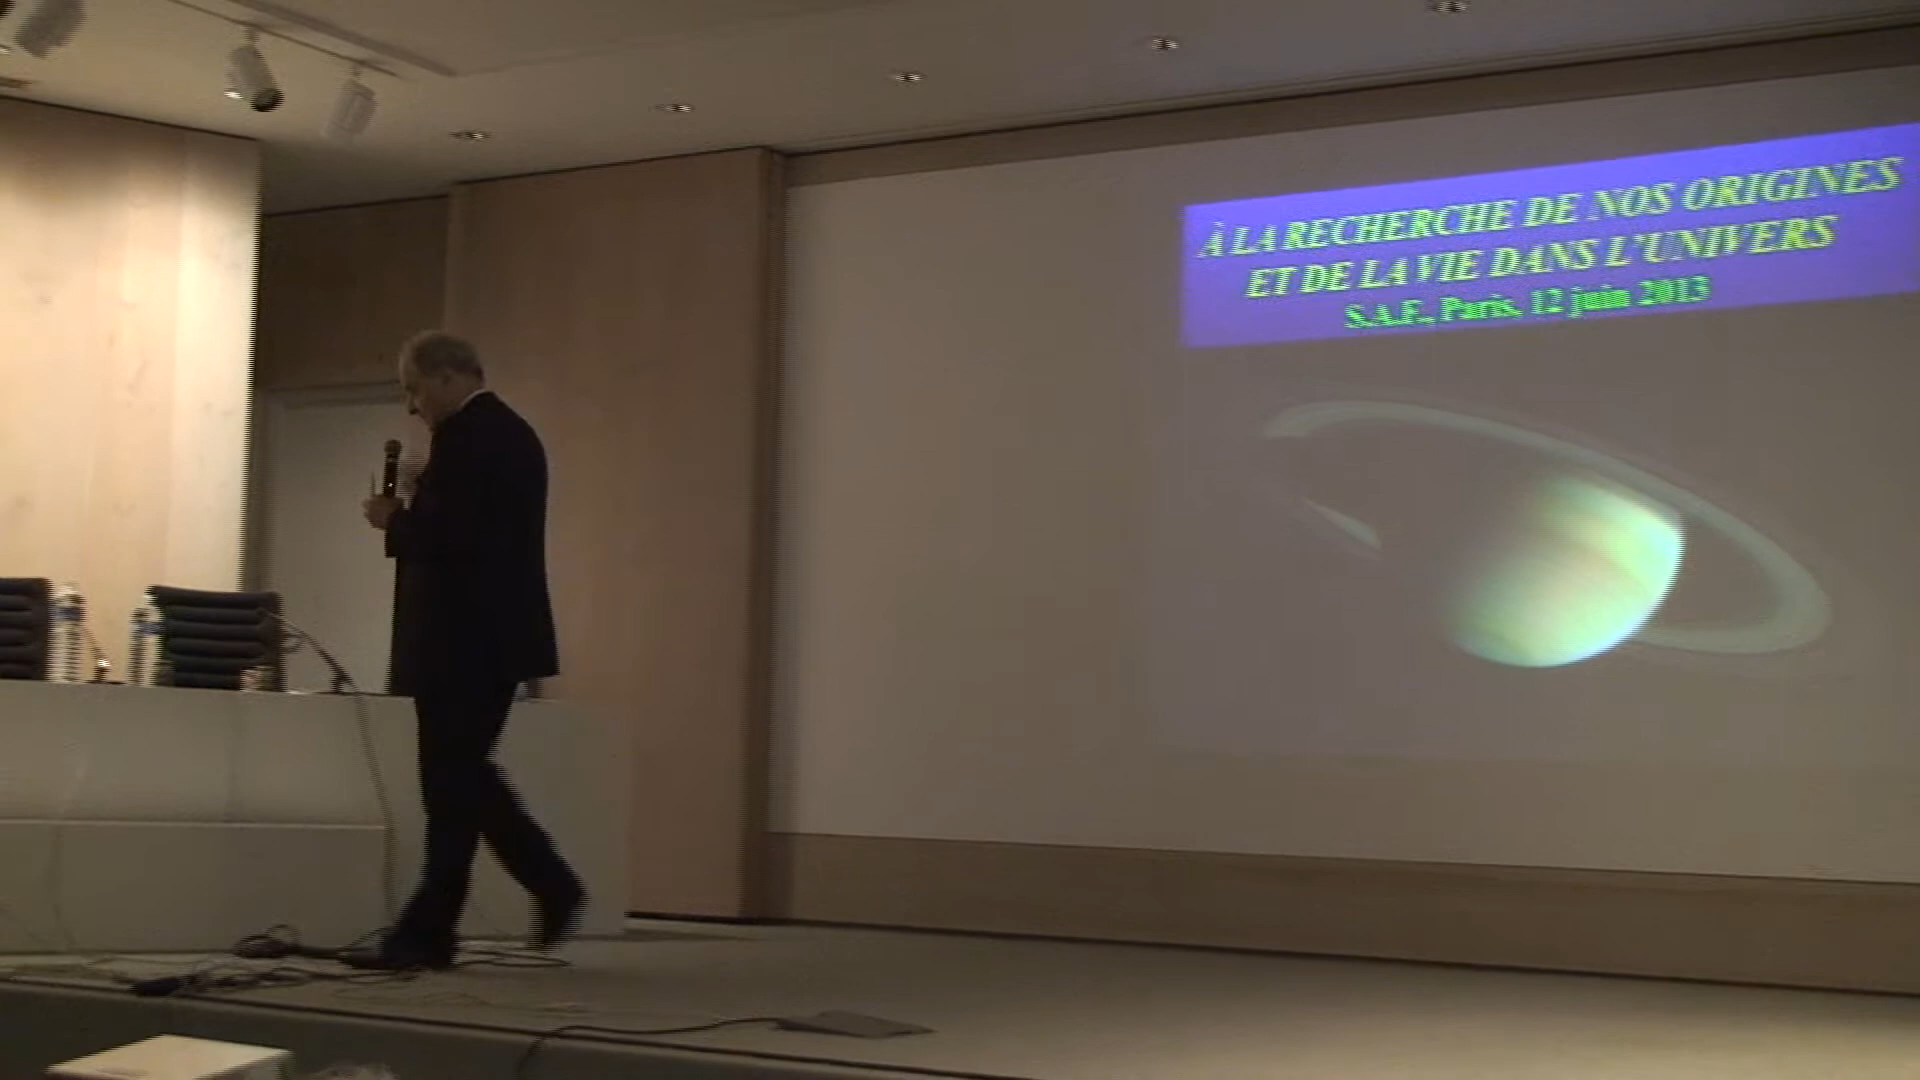 À LA RECHERCHE DE NOS ORIGINES
ET DE LA VIE DANS L'UNIVERS
S.A.F., Paris, 12 juin 2013